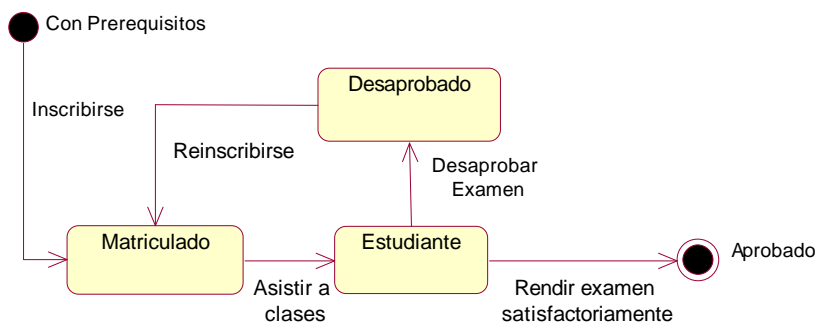 Con Prerequisitos
Desaprobado
Inscribirse
Reinscribirse
Desaprobar
Examen
Matriculado
Estudiante
Aprobado
Asistir a
clases
Rendir examen
satisfactoriamente